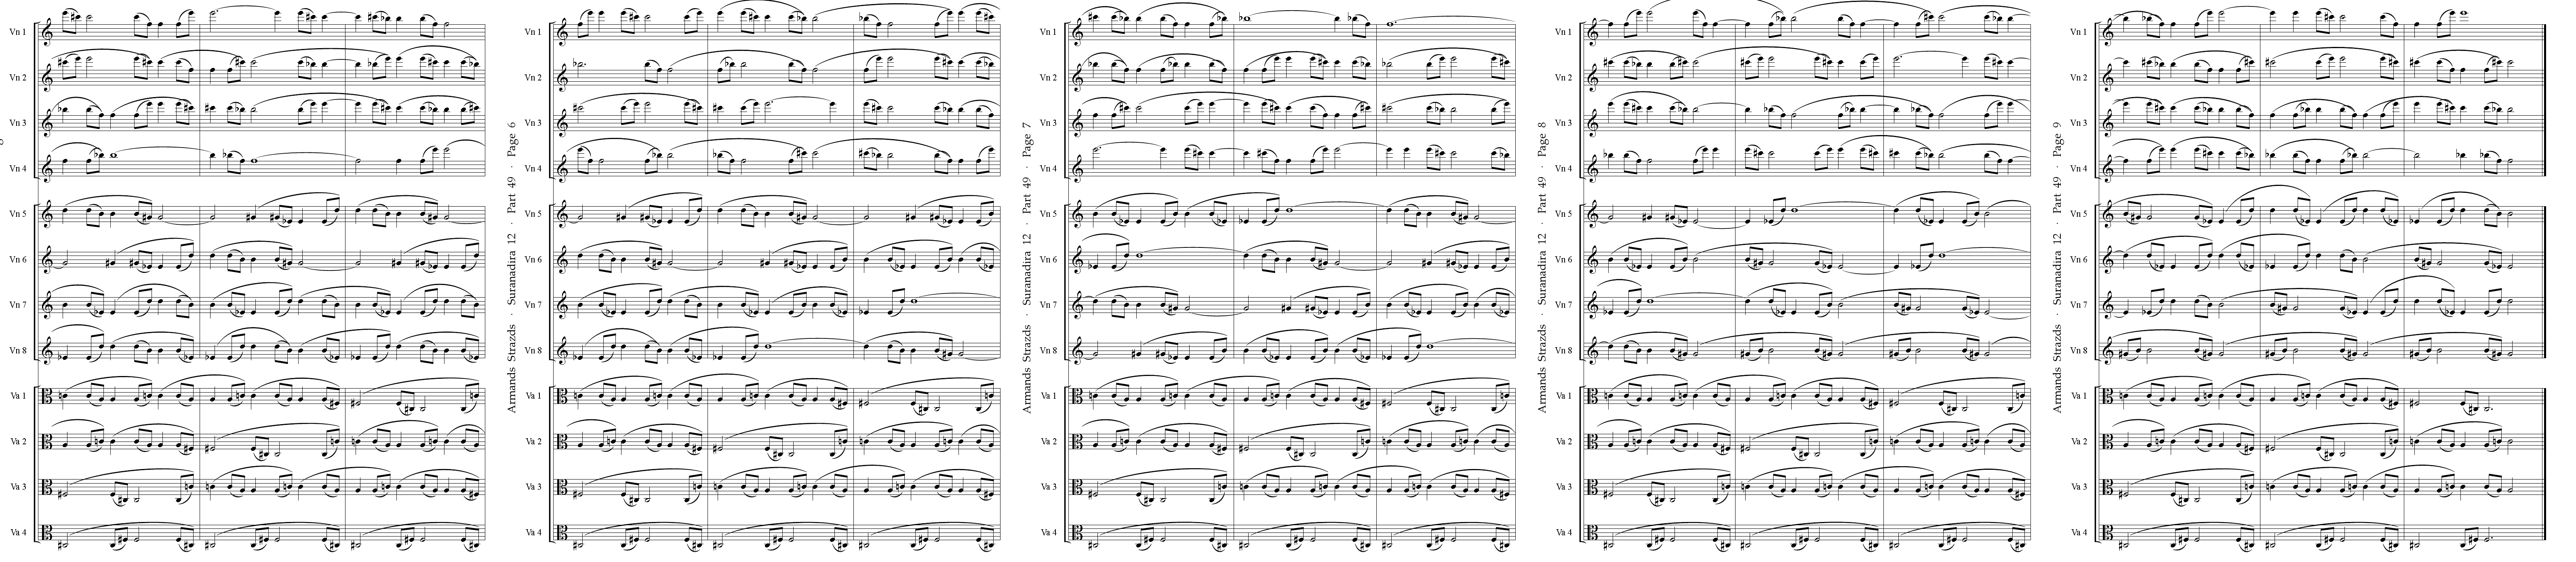 Vn 1
Vn 2
Vn 3
Vn 4
Vn 5
Vn 6
Vn 7
Vn 8
Va 1
Va 2
Va 3
Va 4
Armands Strazds · Suranadira 12 · Part 49 · Page 6
Vn 1
Vn 2
Vn 3
Vn 4
Vn 5
Vn 6
Vn 7
Vn 8
Va 1
Va 2
Va 3
Va 4
Armands Strazds · Suranadira 12 · Part 49 · Page 7
Vn 1
Vn 2
Vn 3
Vn 4
Vn 5
Vn 6
Vn 7
Vn 8
Va 1
Va 2
Va 3
Va 4
Armands Strazds · Suranadira 12 · Part 49 · Page 8
Vn 1
Vn 2
Vn 3
Vn 4
Vn 5
Vn 6
Vn 7
Vn 8
Va 1
Va 2
Va 3
Va 4
Armands Strazds · Suranadira 12 · Part 49 · Page 9
Vn 1
Vn 2
Vn 3
Vn 4
Vn 5
Vn 6
Vn 7
Vn 8
Va 1
Va 2
Va 3
Va 4